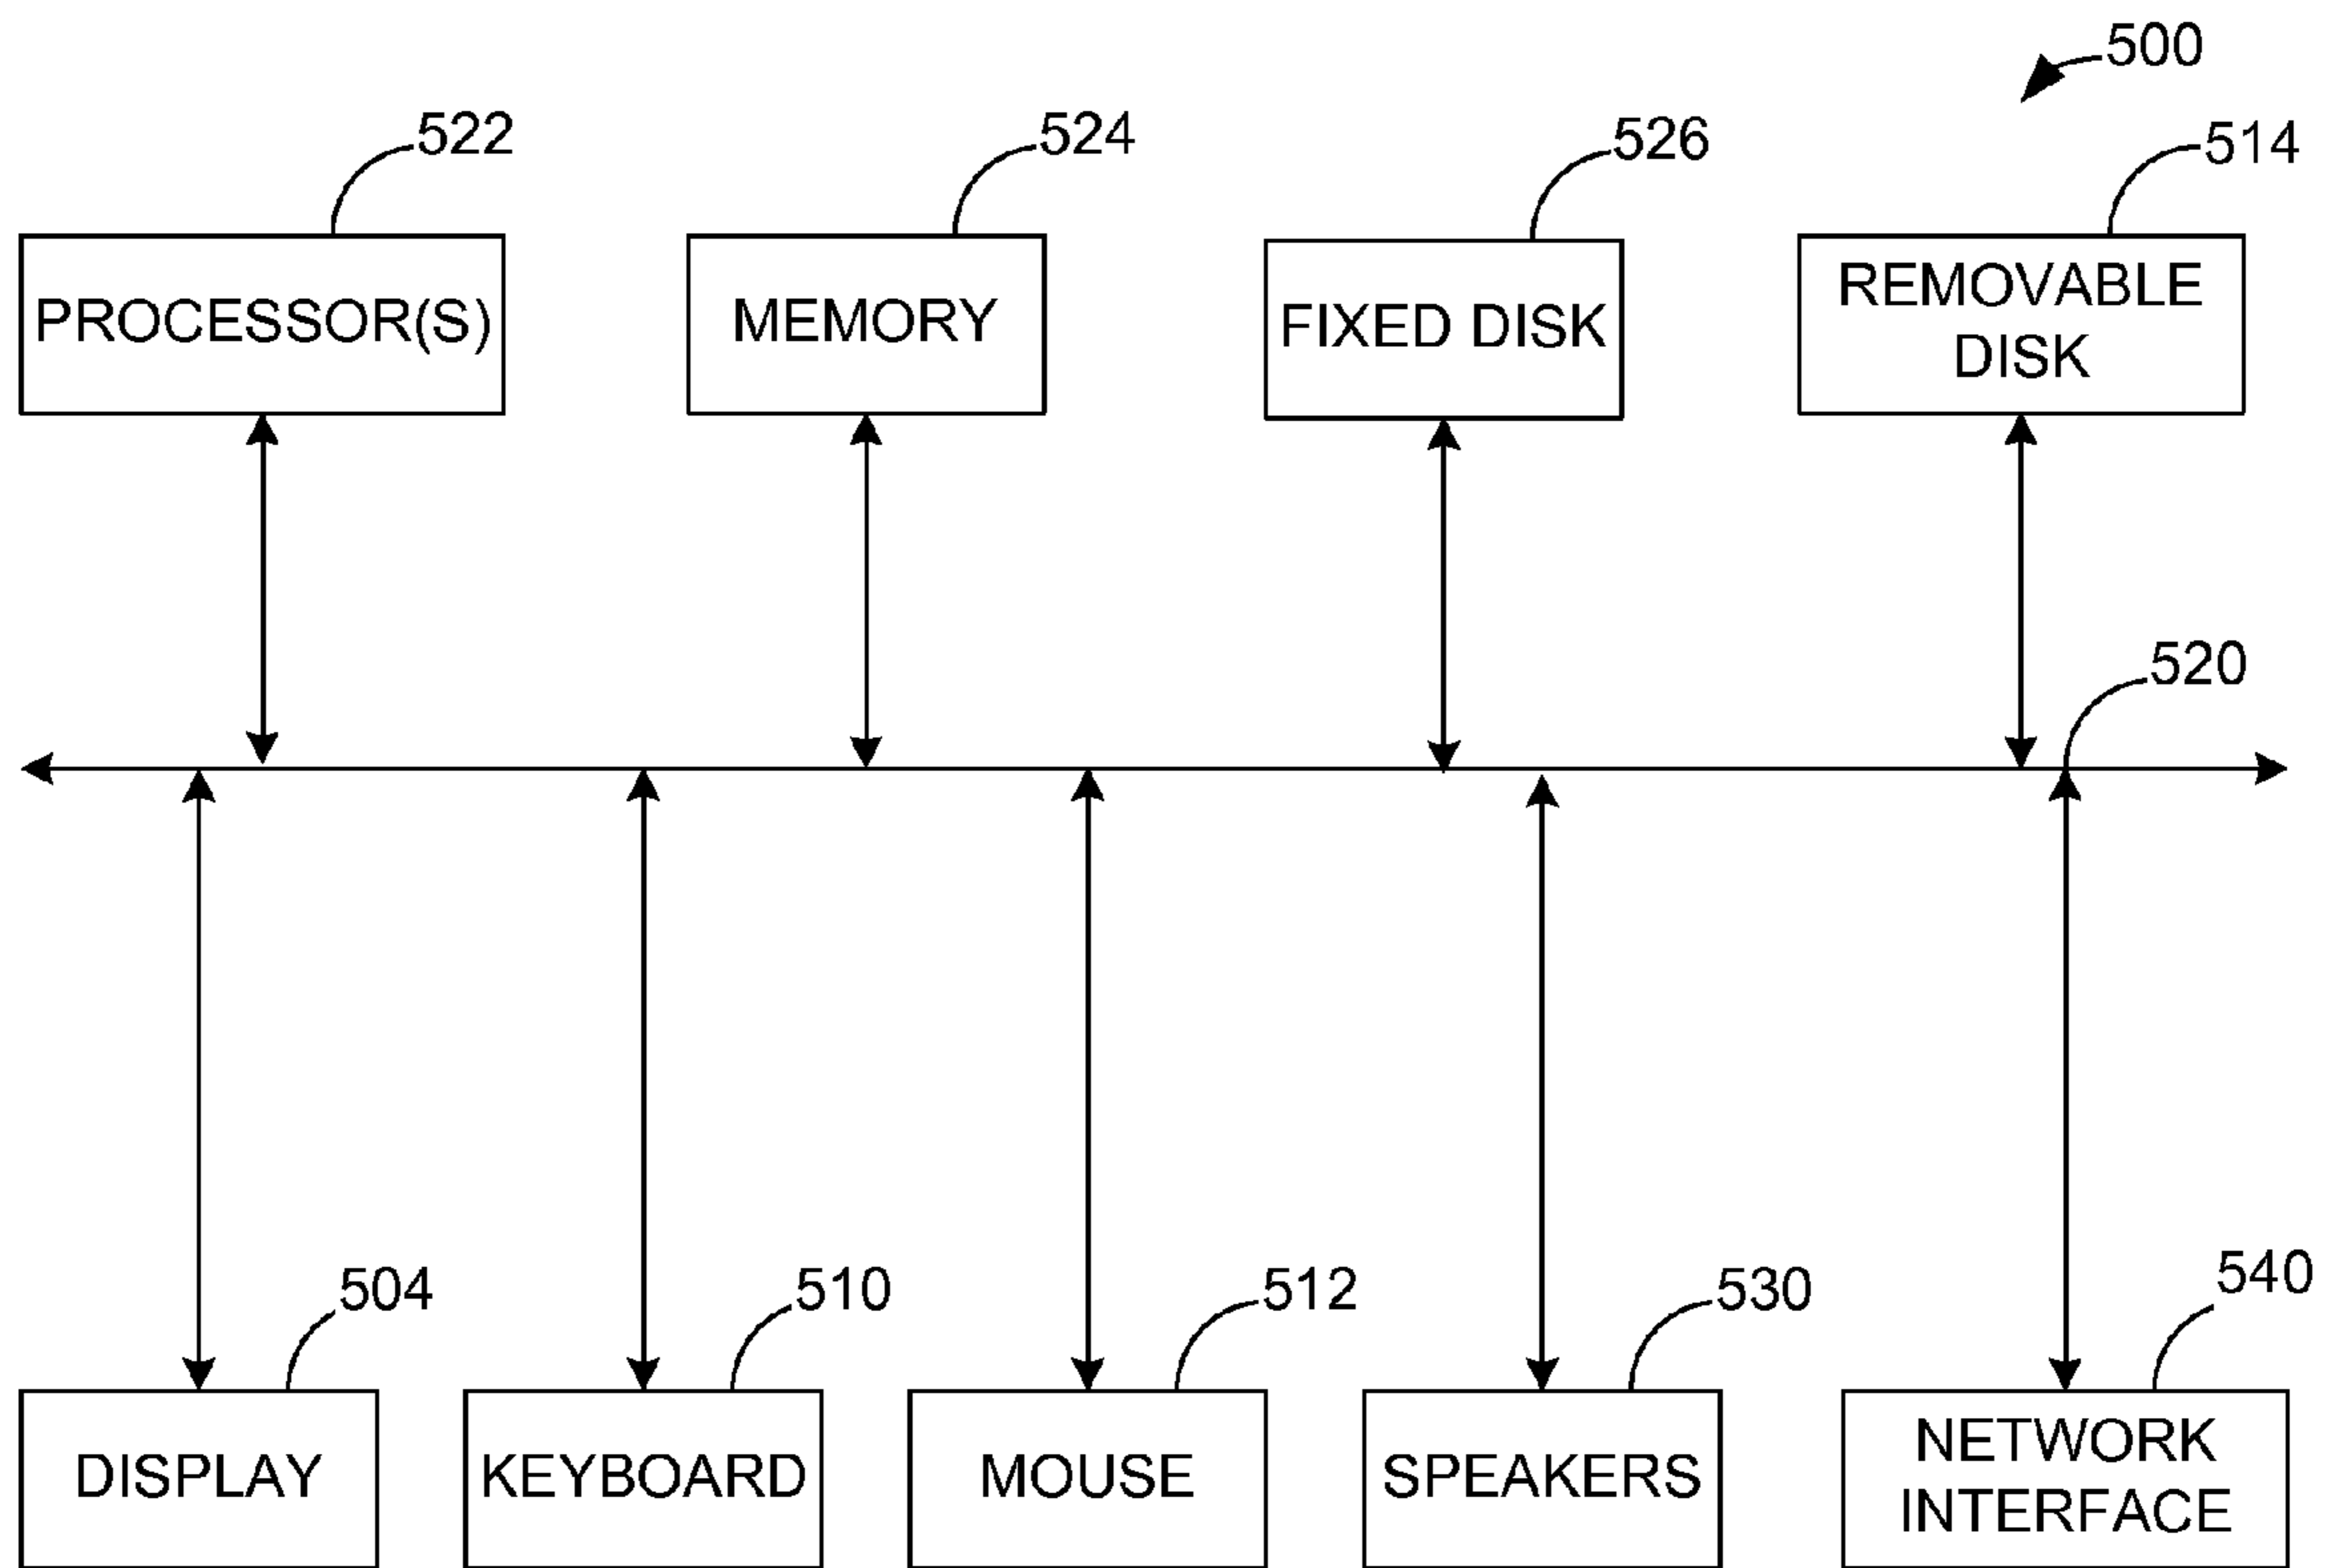 500
522
524
526
514
PROCESSOR(S)
MEMORY
FIXED DISK
REMOVABLE
DISK
520
504
510
512
530
540
DISPLAY
KEYBOARD
MOUSE
SPEAKERS
NETWORK
INTERFACE